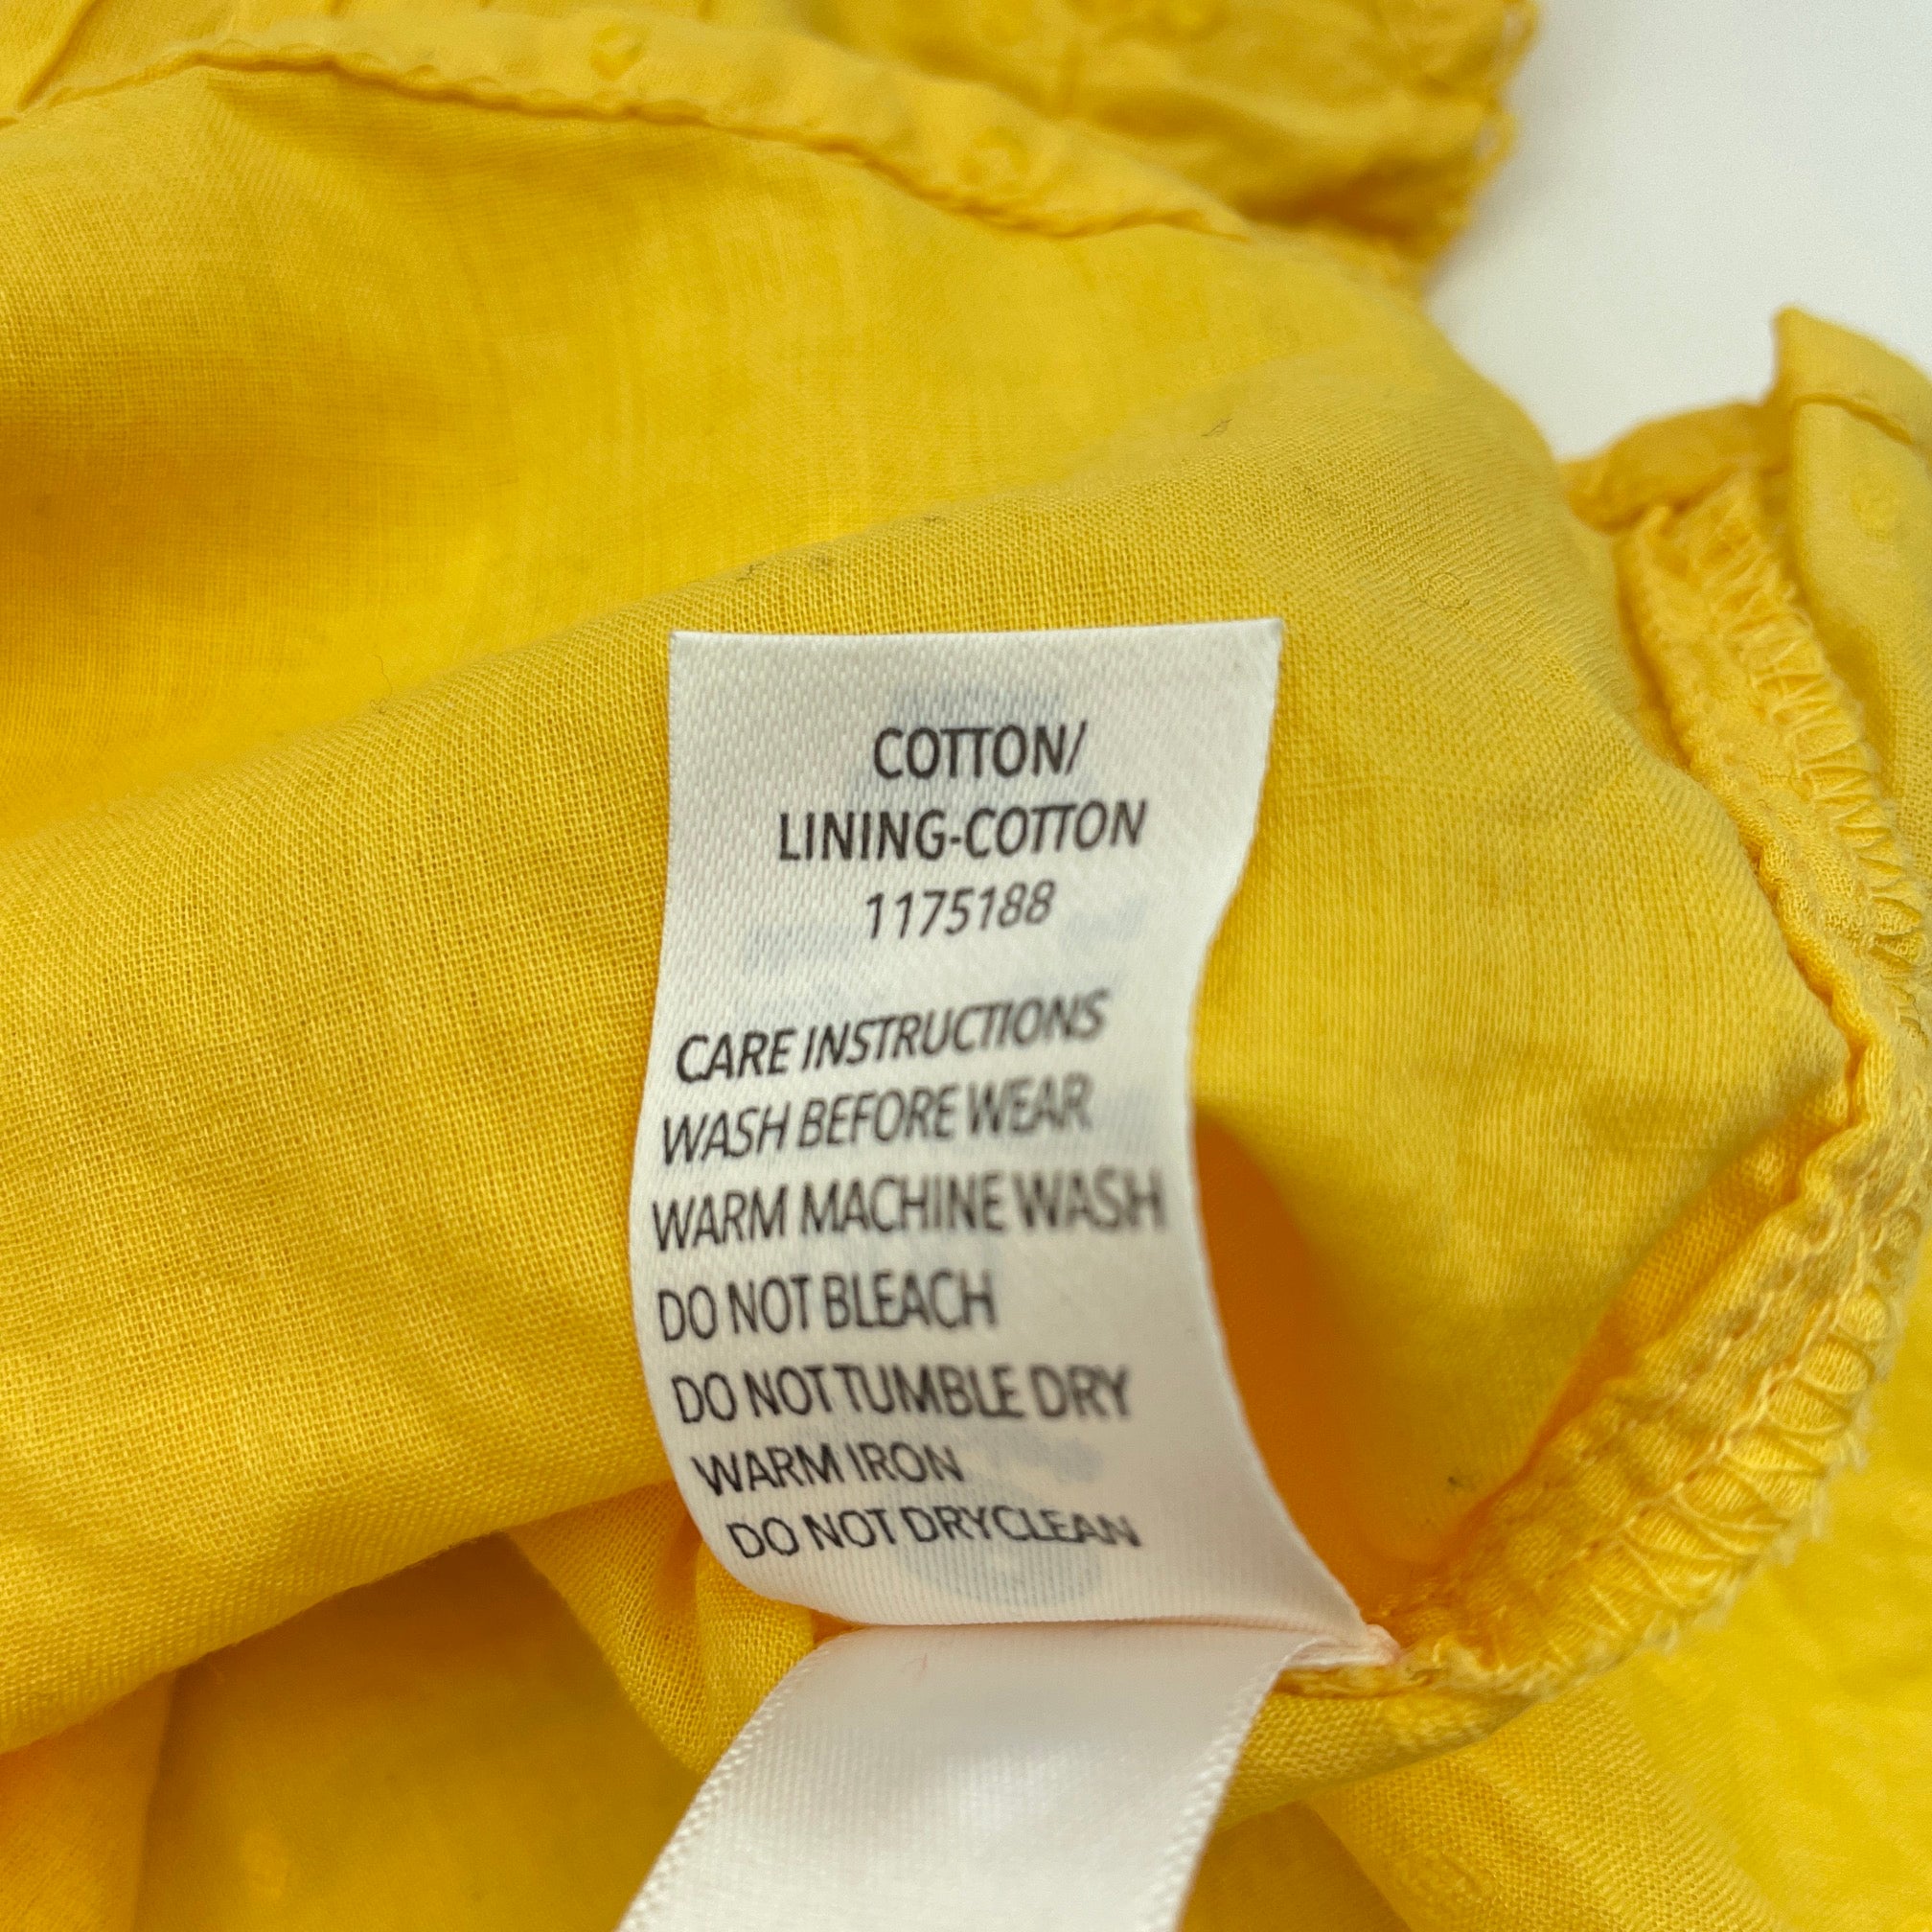 COTTON/
LINING-COTTON
1175188
CARE INSTRUCTIONS
WASH BEFORE WEAR
WARM MACHINE WASH
DO NOT BLEACH
DO NOT TUMBLE DRY
WARM IRON
DO NOT DRYCLEAN